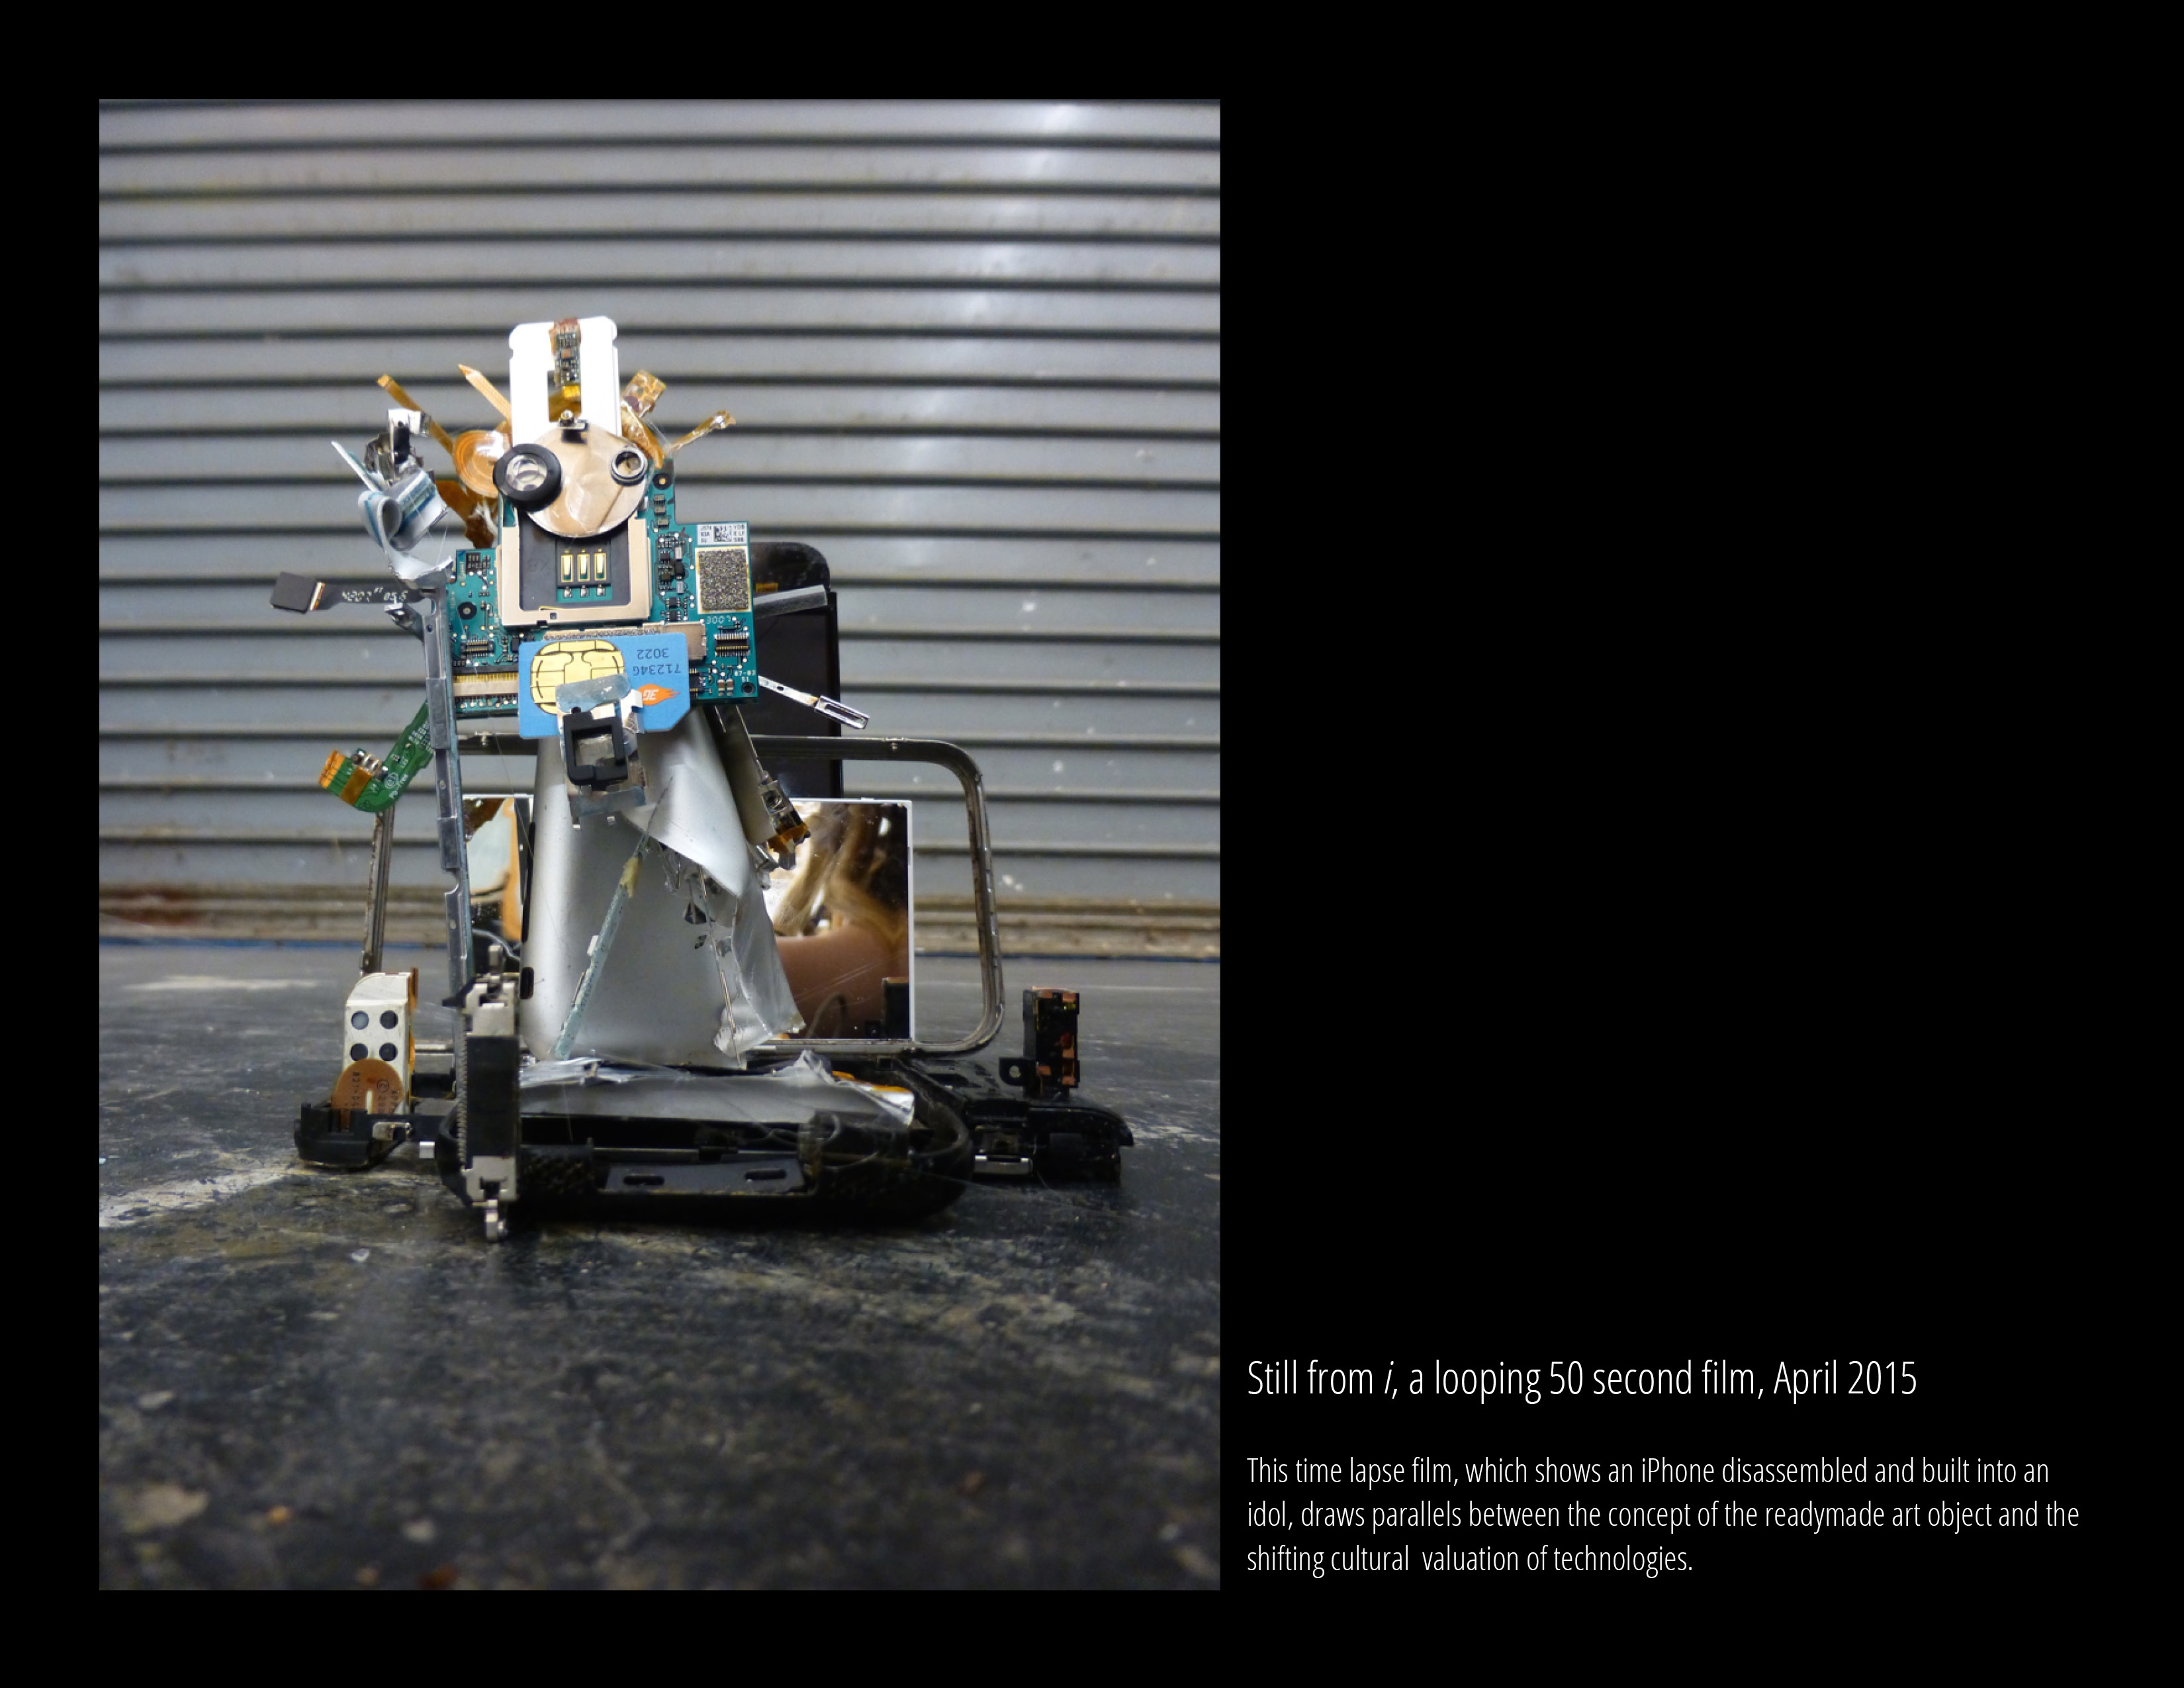 3022
71234G
Still from i, a looping 50 second film, April 2015
This time lapse film, which shows an iPhone disassembled and built into an
idol, draws parallels between the concept of the readymade art object and the
shifting cultural  valuation of technologies.